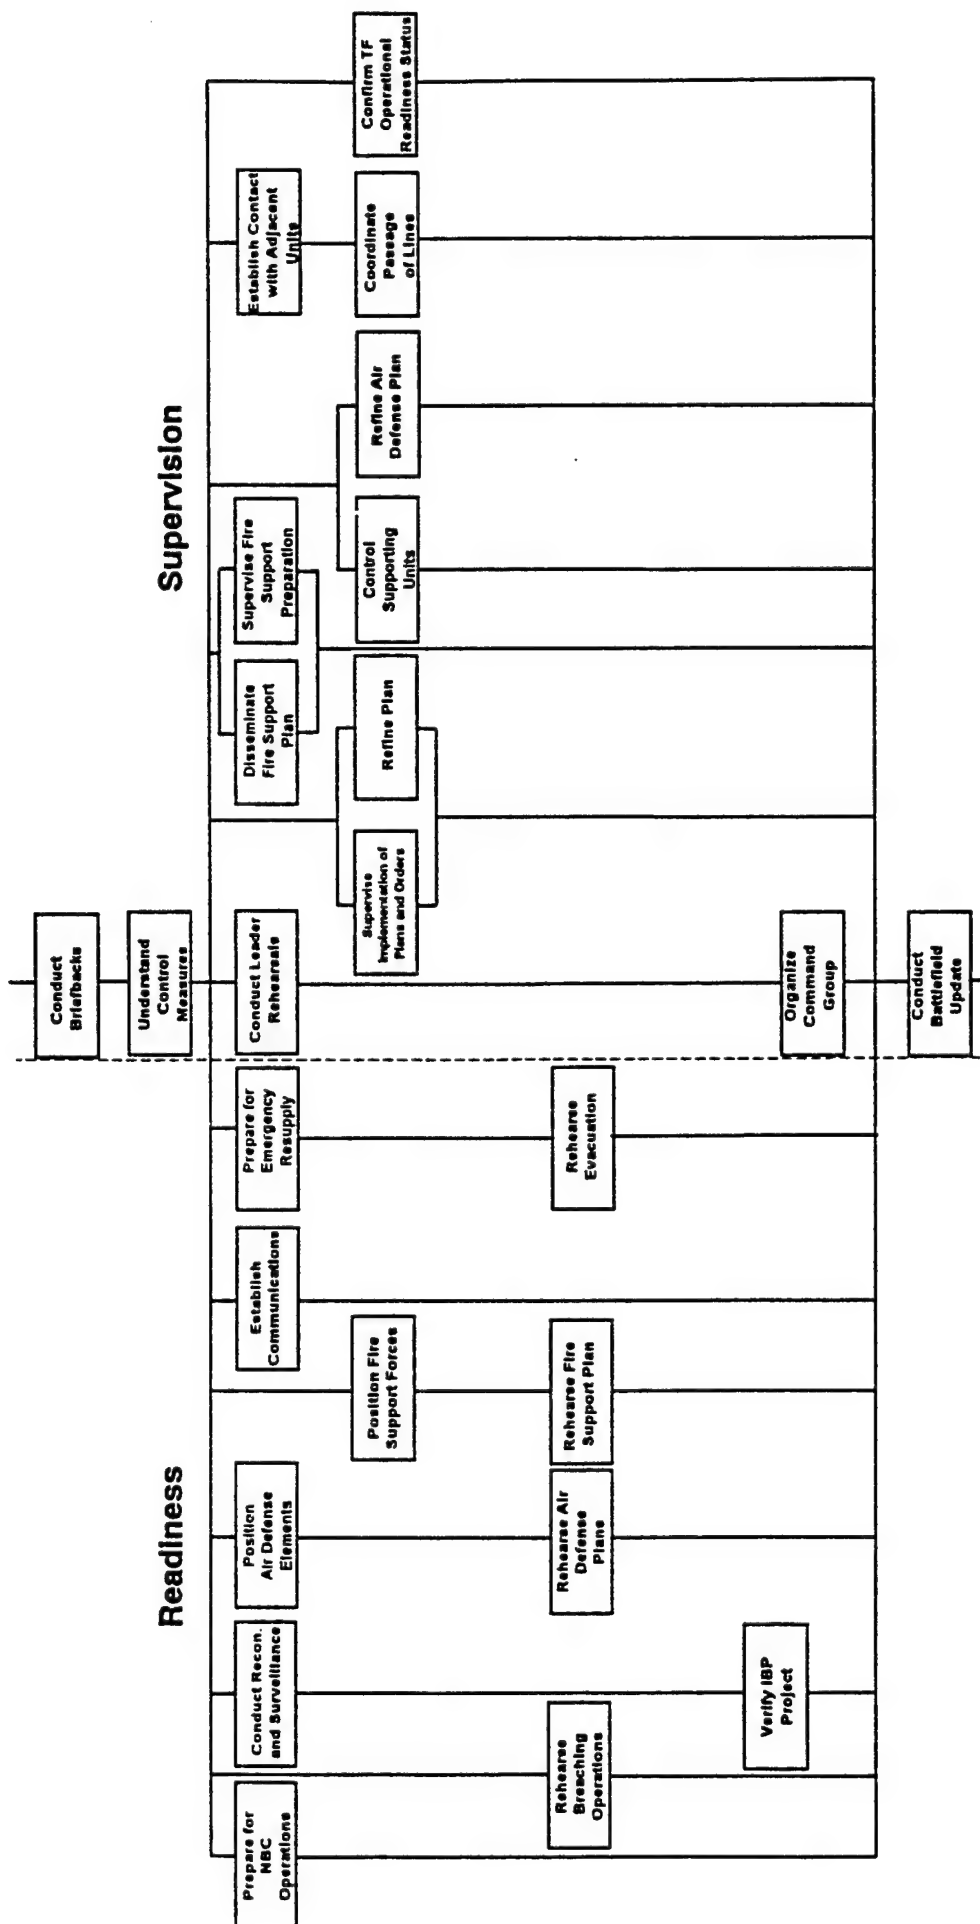 Readiness
Supervision
Conduct
Briefbacks
Understand
Control
Measures
Prepare for
NBC
Operations
Conduct Recon.
and Surveillance
Position
Air Defense
Elements
Establish
Communications
Prepare for
Emergency
Resupply
Conduct Leader
Rehearsals
Disseminate
Fire Support
Plan
Supervise Fire
Support
Preparation
Establish Contact
with Adjacent
Units
Position Fire
Support Forces
Supervise
Implementation of
Plans and Orders
Refine Plan
Control
Supporting
Units
Refine Air
Defense Plan
Coordinate
Passage
of Lines
Confirm TF
Operational
Readiness Status
Rehearse
Breaching
Operations
Rehearse Air
Defense
Plans
Rehearse Fire
Support Plan
Rehearse
Evacuation
Verify IBP
Project
Organize
Command
Group
Conduct
Battlefield
Update